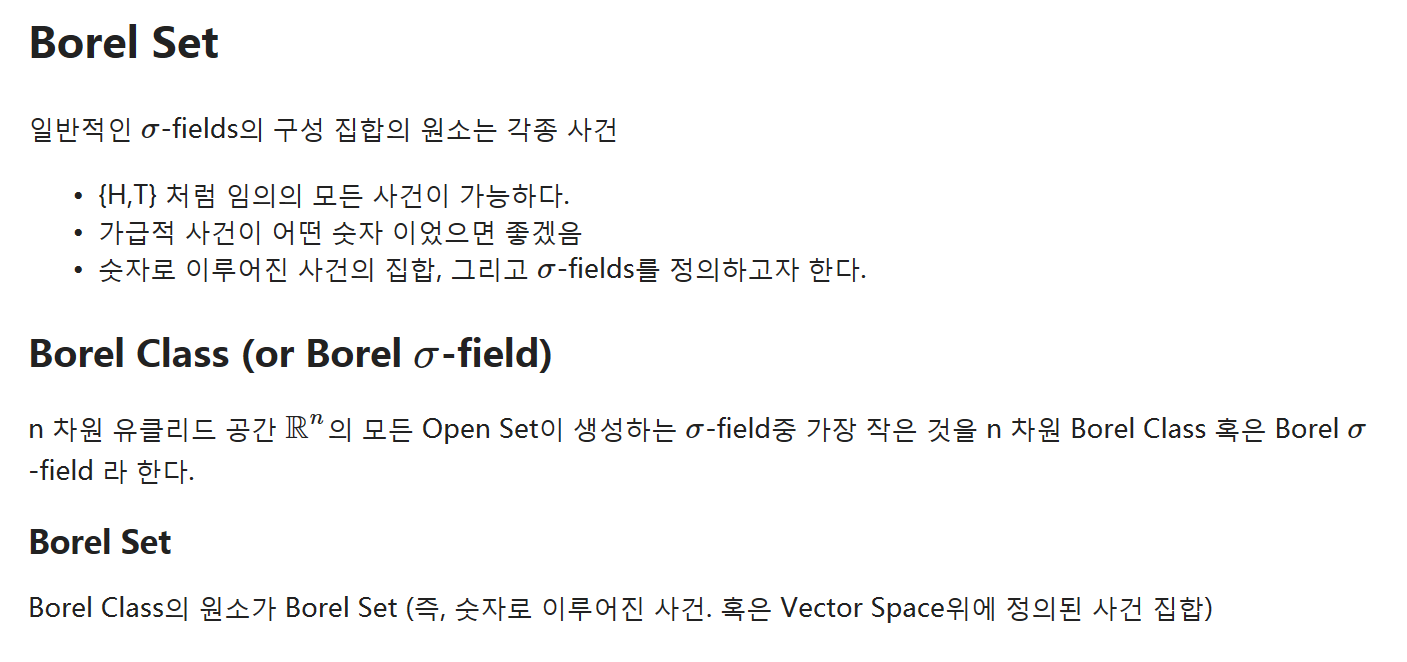 Borel Set
일반적인 σ-fields의 구성 집합의 원소는 각종 사건
• {H,T} 처럼 임의의 모든 사건이 가능하다.
• 가급적 사건이 어떤 숫자 이었으면 좋겠음
• 숫자로 이루어진 사건의 집합, 그리고 σ-fields를 정의하고자 한다.
Borel Class (or Borel σ-field)
n 차원 유클리드 공간 ℝⁿ의 모든 Open Set이 생성하는 σ-field중 가장 작은 것을 n 차원 Borel Class 혹은 Borel σ
-field 라 한다.
Borel Set
Borel Class의 원소가 Borel Set (즉, 숫자로 이루어진 사건. 혹은 Vector Space위에 정의된 사건 집합)